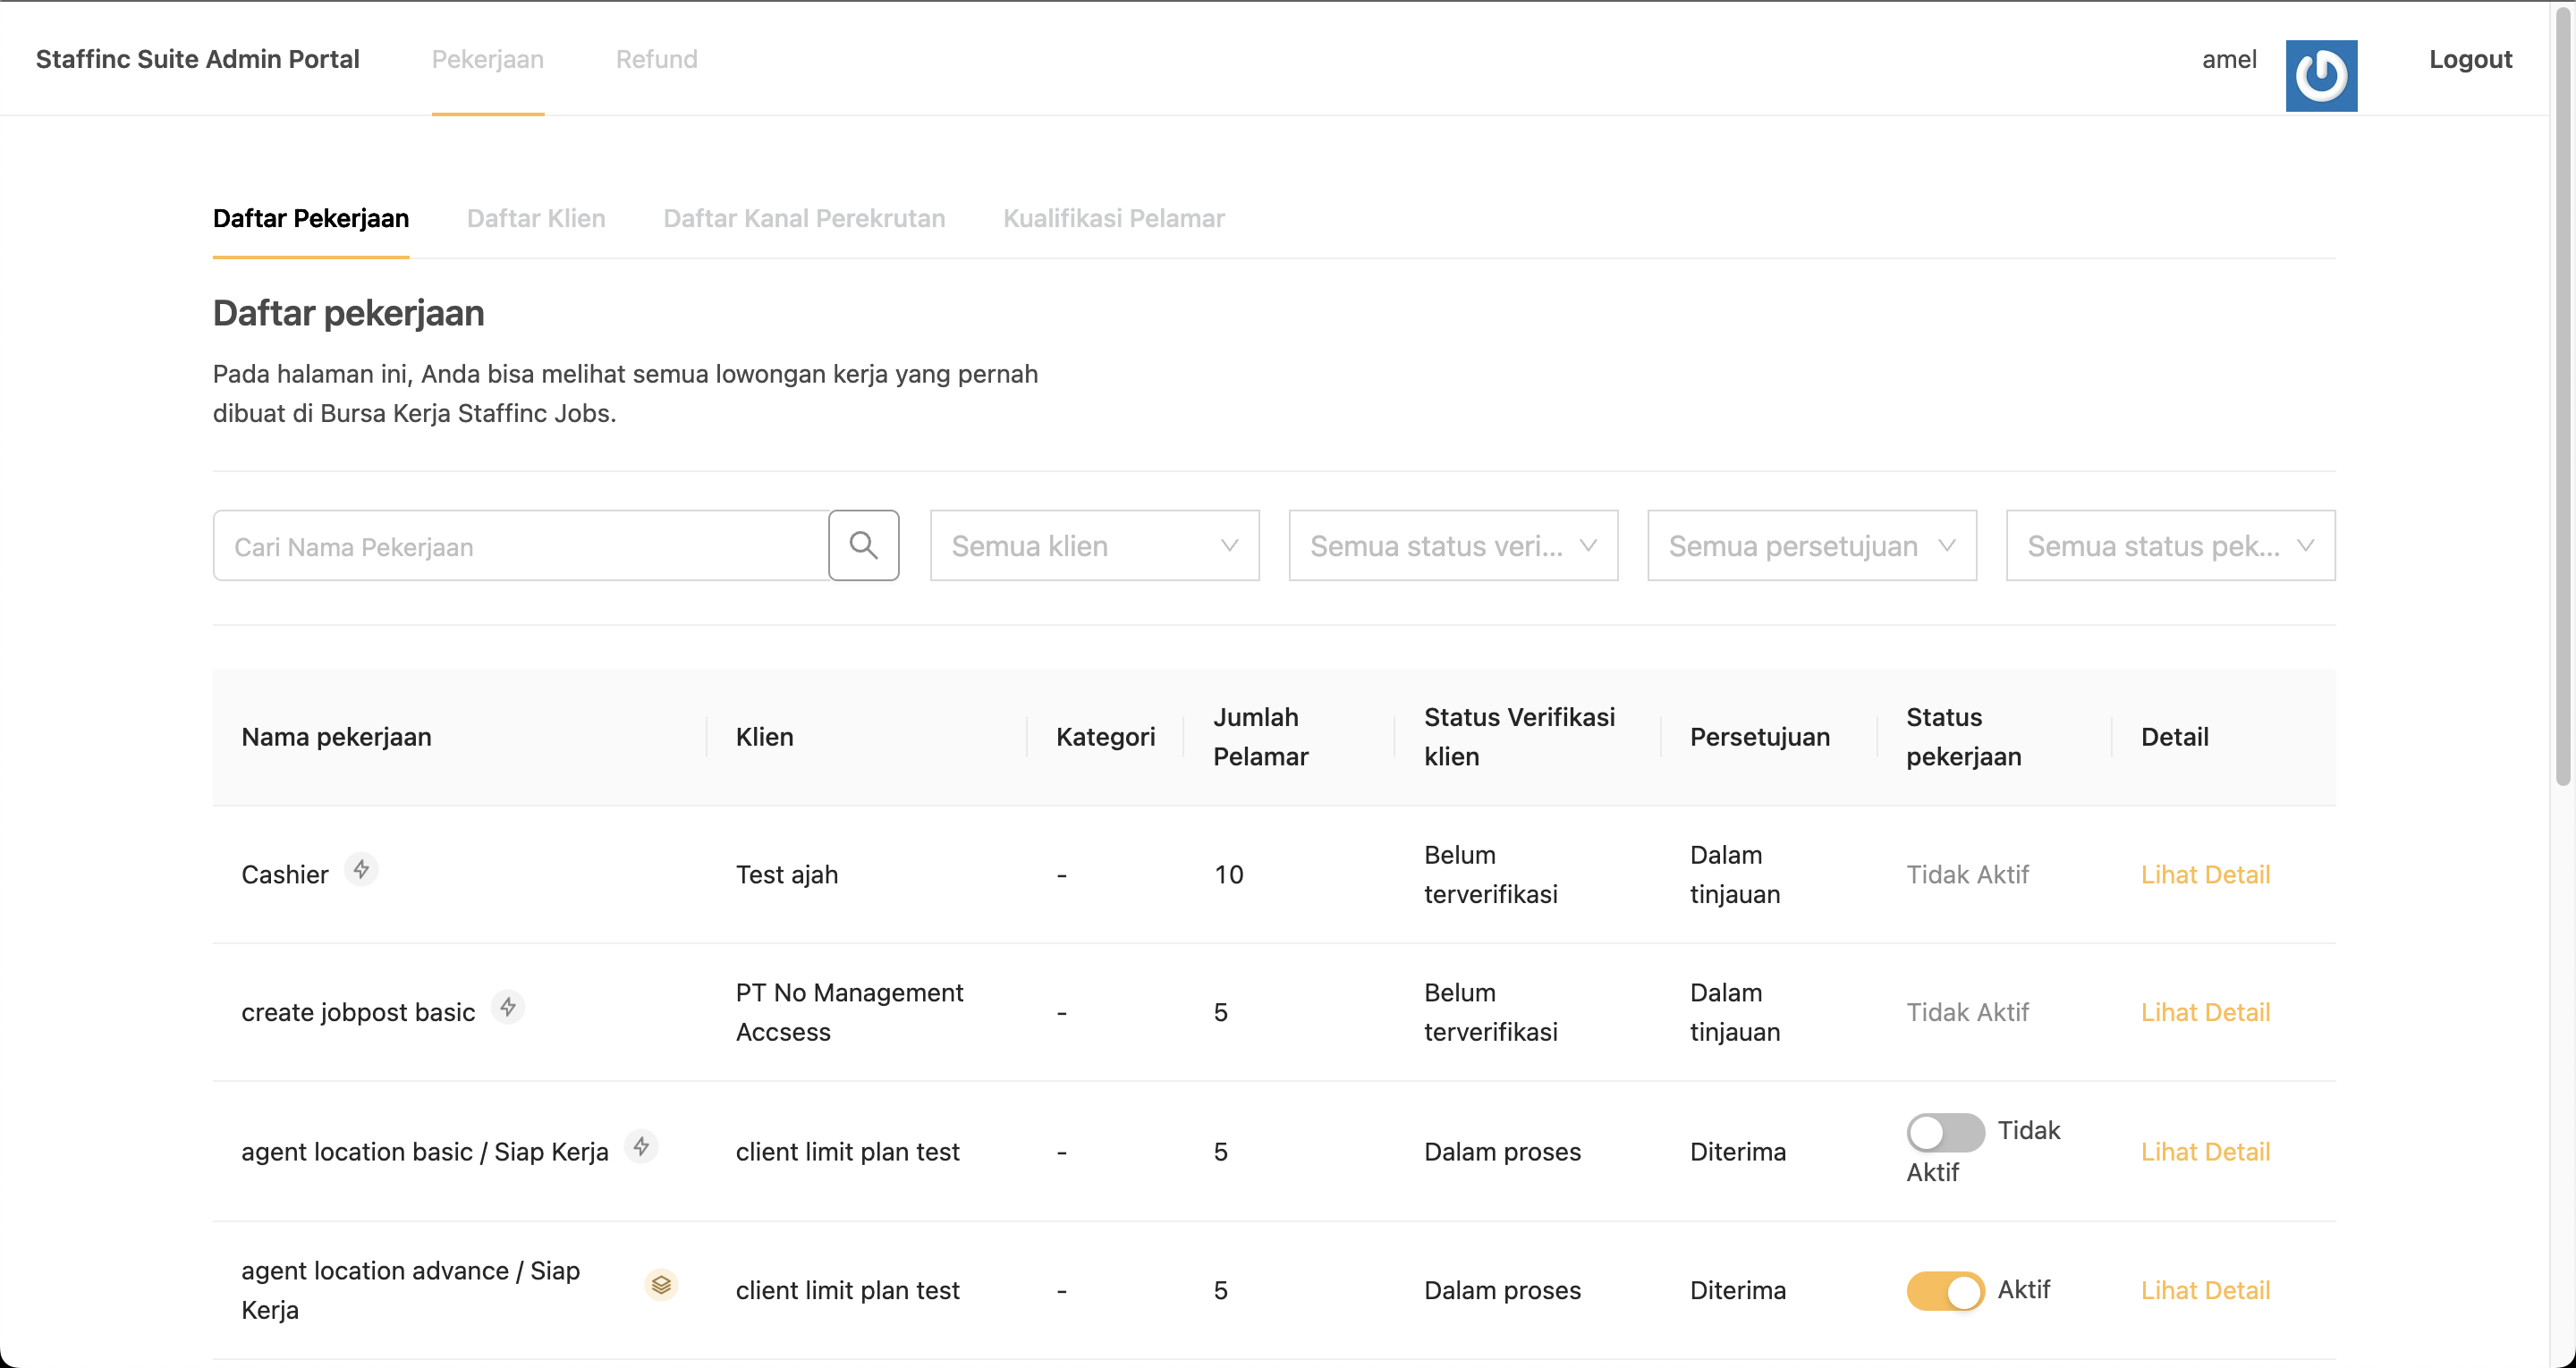 Staffinc Suite Admin Portal
Pekerjaan
Refund
amel
Logout
Daftar Pekerjaan
Daftar Klien
Daftar Kanal Perekrutan
Kualifikasi Pelamar
Daftar pekerjaan
Pada halaman ini, Anda bisa melihat semua lowongan kerja yang pernah
dibuat di Bursa Kerja Staffinc Jobs.
Cari Nama Pekerjaan
Semua klien
Semua status veri...
Semua persetujuan
Semua status pek...
Nama pekerjaan
Klien
Kategori
Jumlah
Pelamar
Status Verifikasi
klien
Persetujuan
Status
pekerjaan
Detail
Cashier
Test ajah
-
10
Belum
terverifikasi
Dalam
tinjauan
Tidak Aktif
Lihat Detail
create jobpost basic
PT No Management
Accsess
-
5
Belum
terverifikasi
Dalam
tinjauan
Tidak Aktif
Lihat Detail
agent location basic / Siap Kerja
client limit plan test
-
5
Dalam proses
Diterima
Tidak
Aktif
Lihat Detail
agent location advance / Siap
Kerja
client limit plan test
-
5
Dalam proses
Diterima
Aktif
Lihat Detail